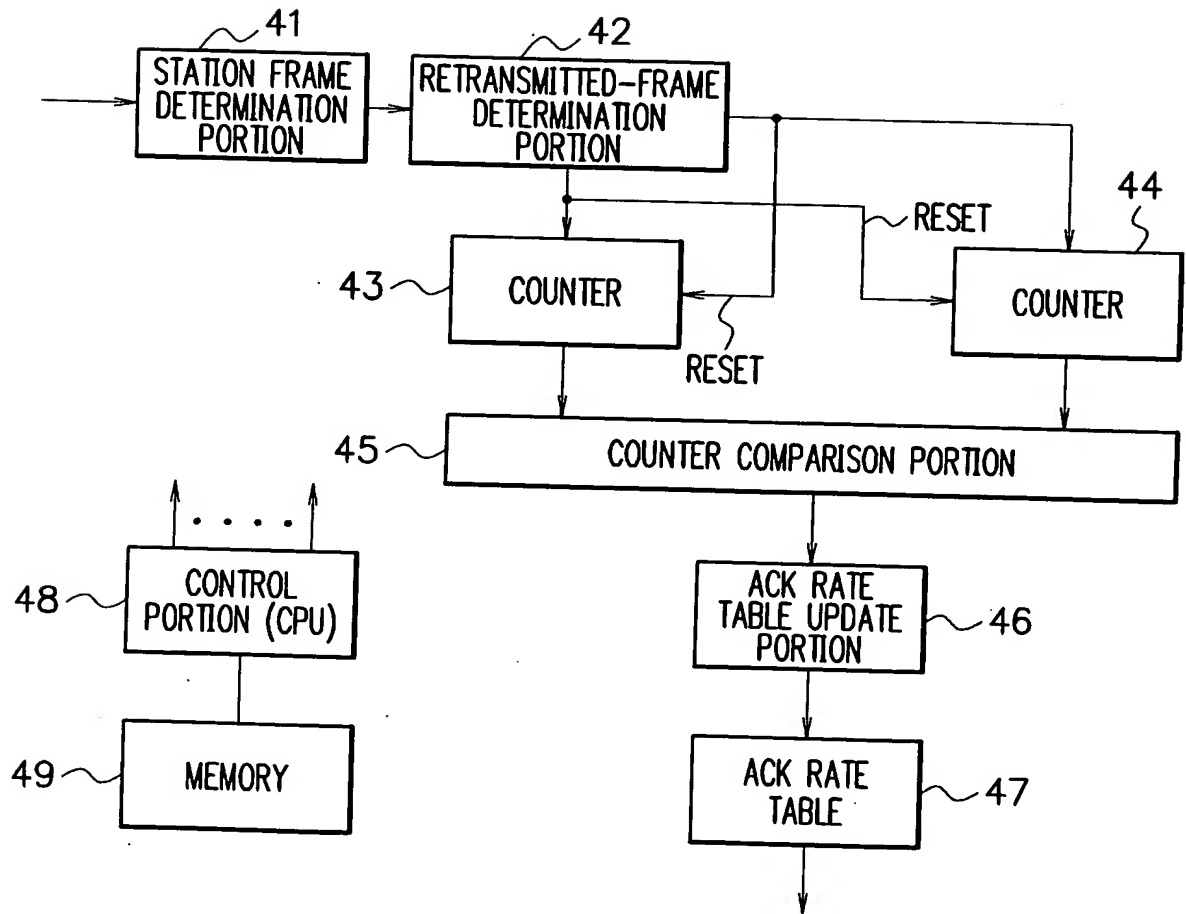 41
STATION FRAME
DETERMINATION
PORTION
42
RETRANSMITTED-FRAME
DETERMINATION
PORTION
RESET
44
43
COUNTER
RESET
COUNTER
45
COUNTER COMPARISON PORTION
48
CONTROL
PORTION (CPU)
ACK RATE
TABLE UPDATE
PORTION
46
49
MEMORY
ACK RATE
TABLE
47